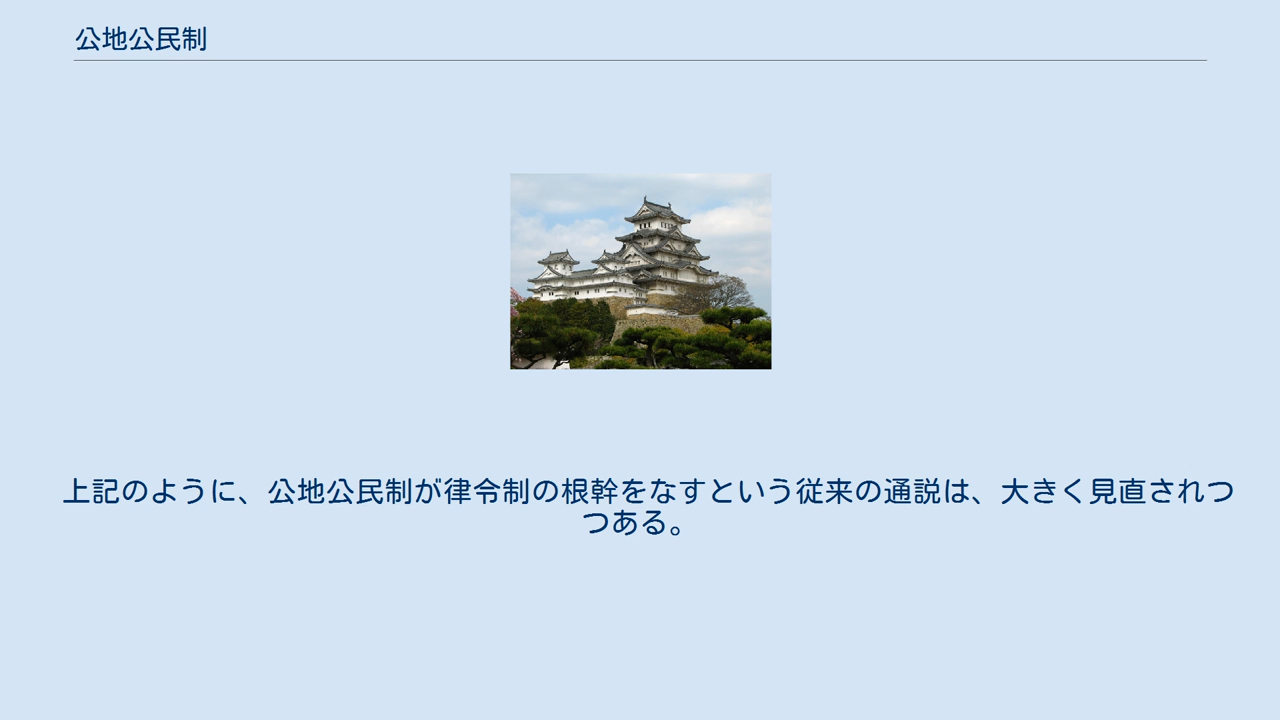 公地公民制
上記のように、公地公民制が律令制の根幹をなすという従来の通説は、大きく見直されつ
つある。